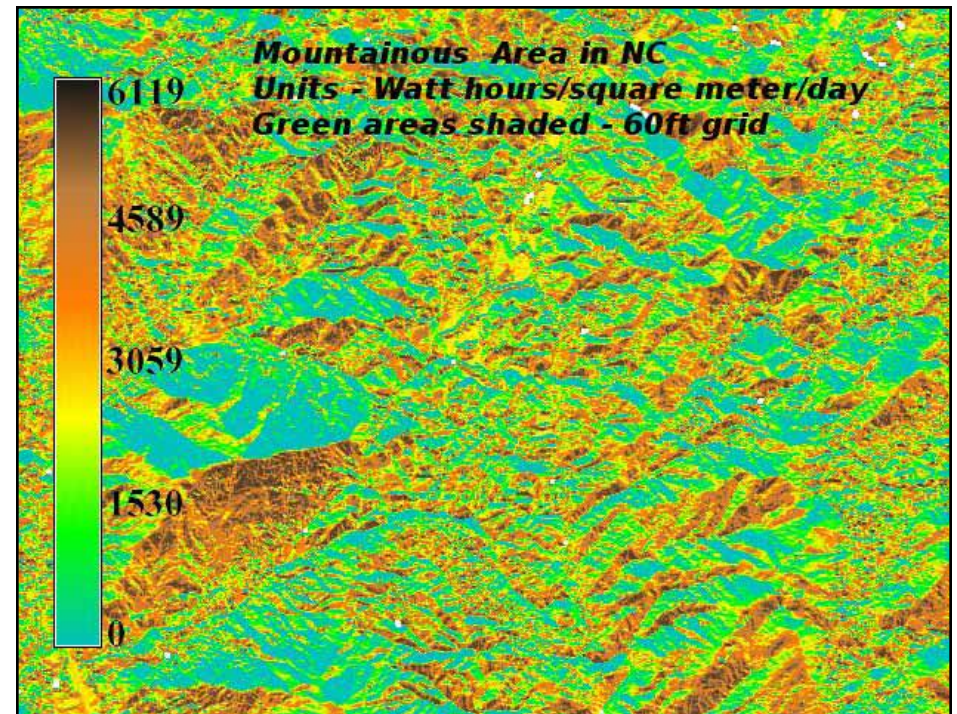 Mountainous Area in NC
Units - Watt hours/square meter/day
Green areas shaded - 60ft grid
6119
4589
3059
1530
0